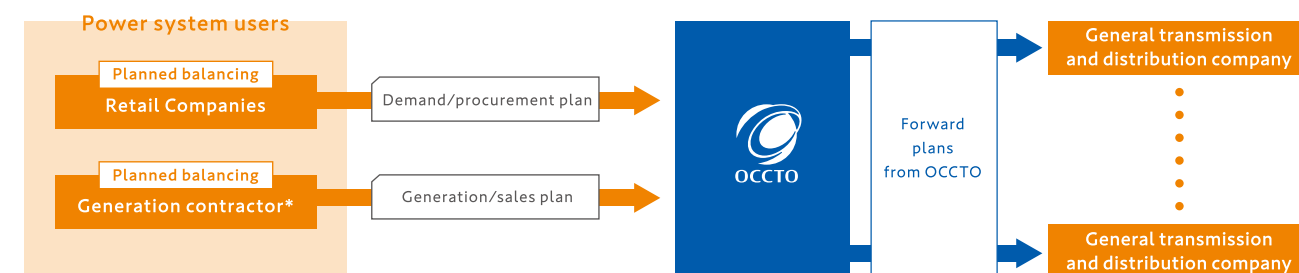 Power system users
Planned balancing
Retail Companies
Demand/procurement plan
Planned balancing
Generation contractor*
Generation/sales plan
OCCTO
Forward
plans
from OCCTO
General transmission
and distribution company
General transmission
and distribution company